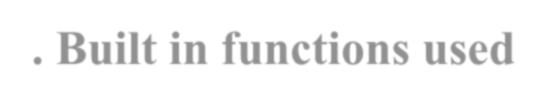 . Built in functions used